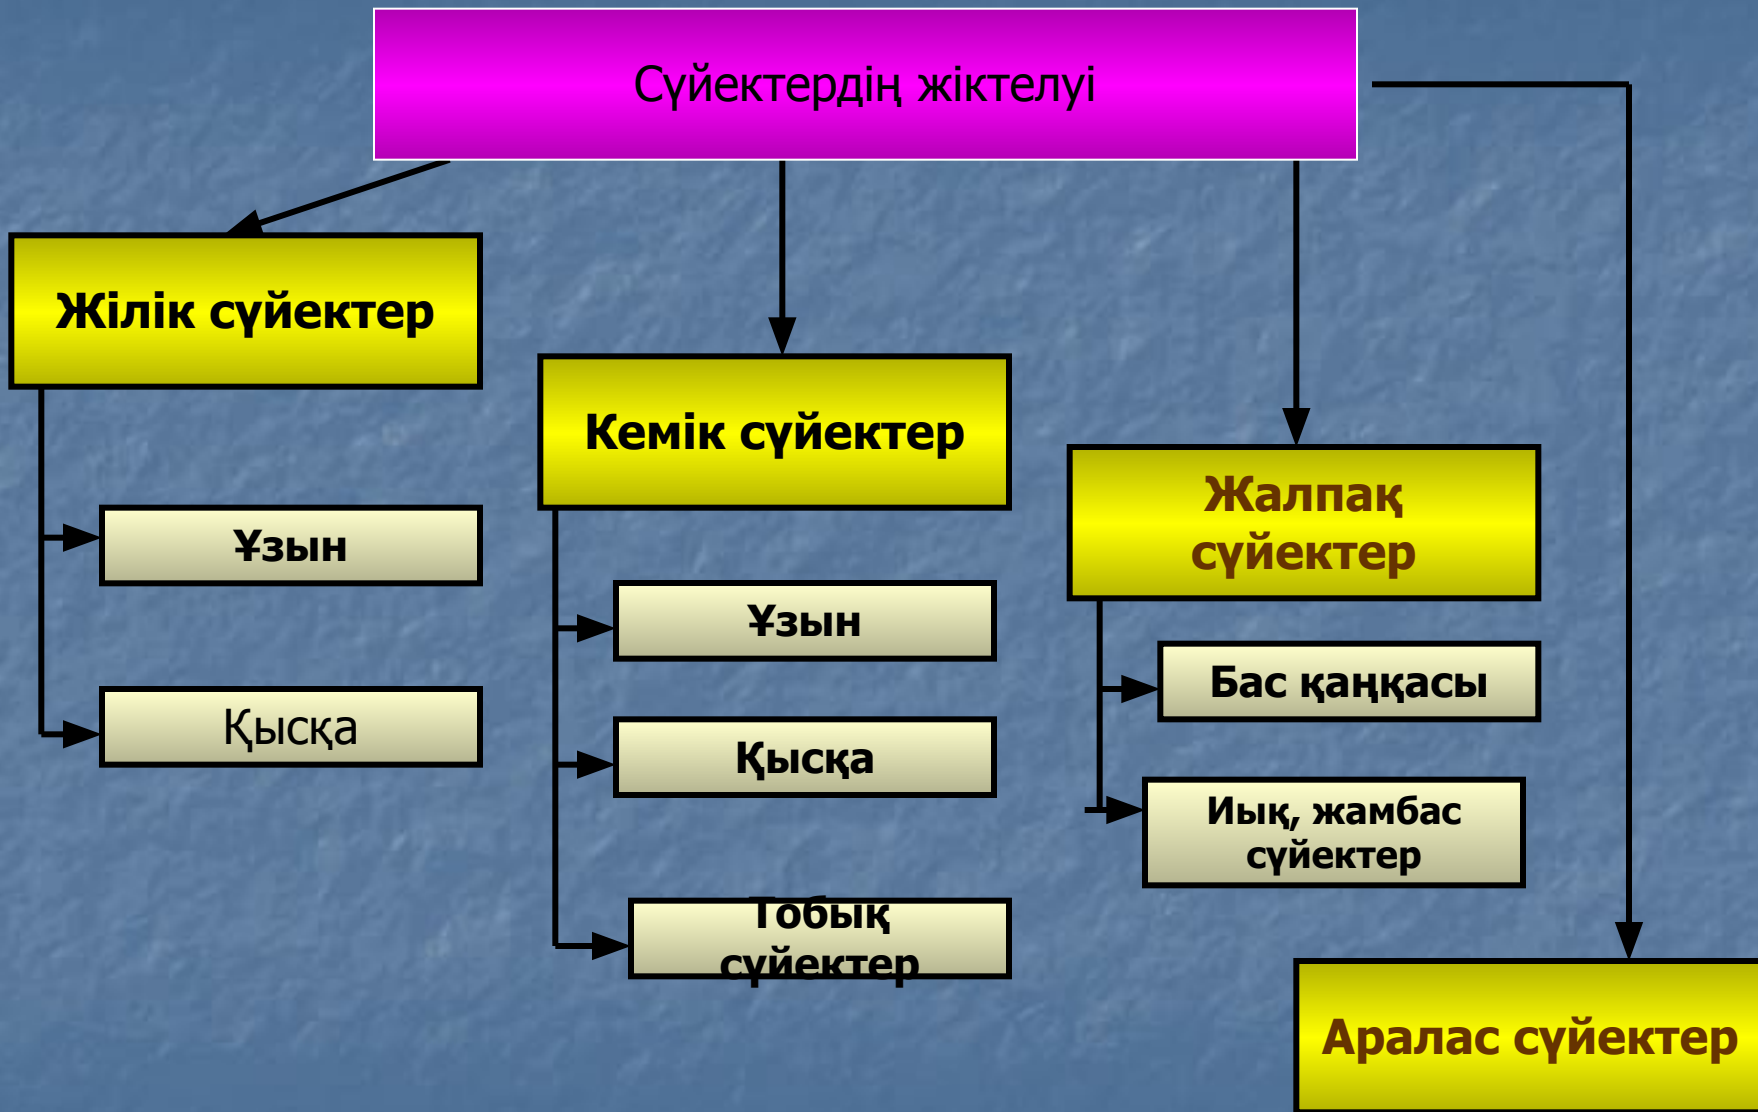 Сүйектердің жіктелуі
Жілік сүйектер
Ұзын
Қысқа
Кемік сүйектер
Ұзын
Қысқа
Тобық
сүйектер
Жалпақ
сүйектер
Бас қаңқасы
Иық, жамбас
сүйектер
Аралас сүйектер